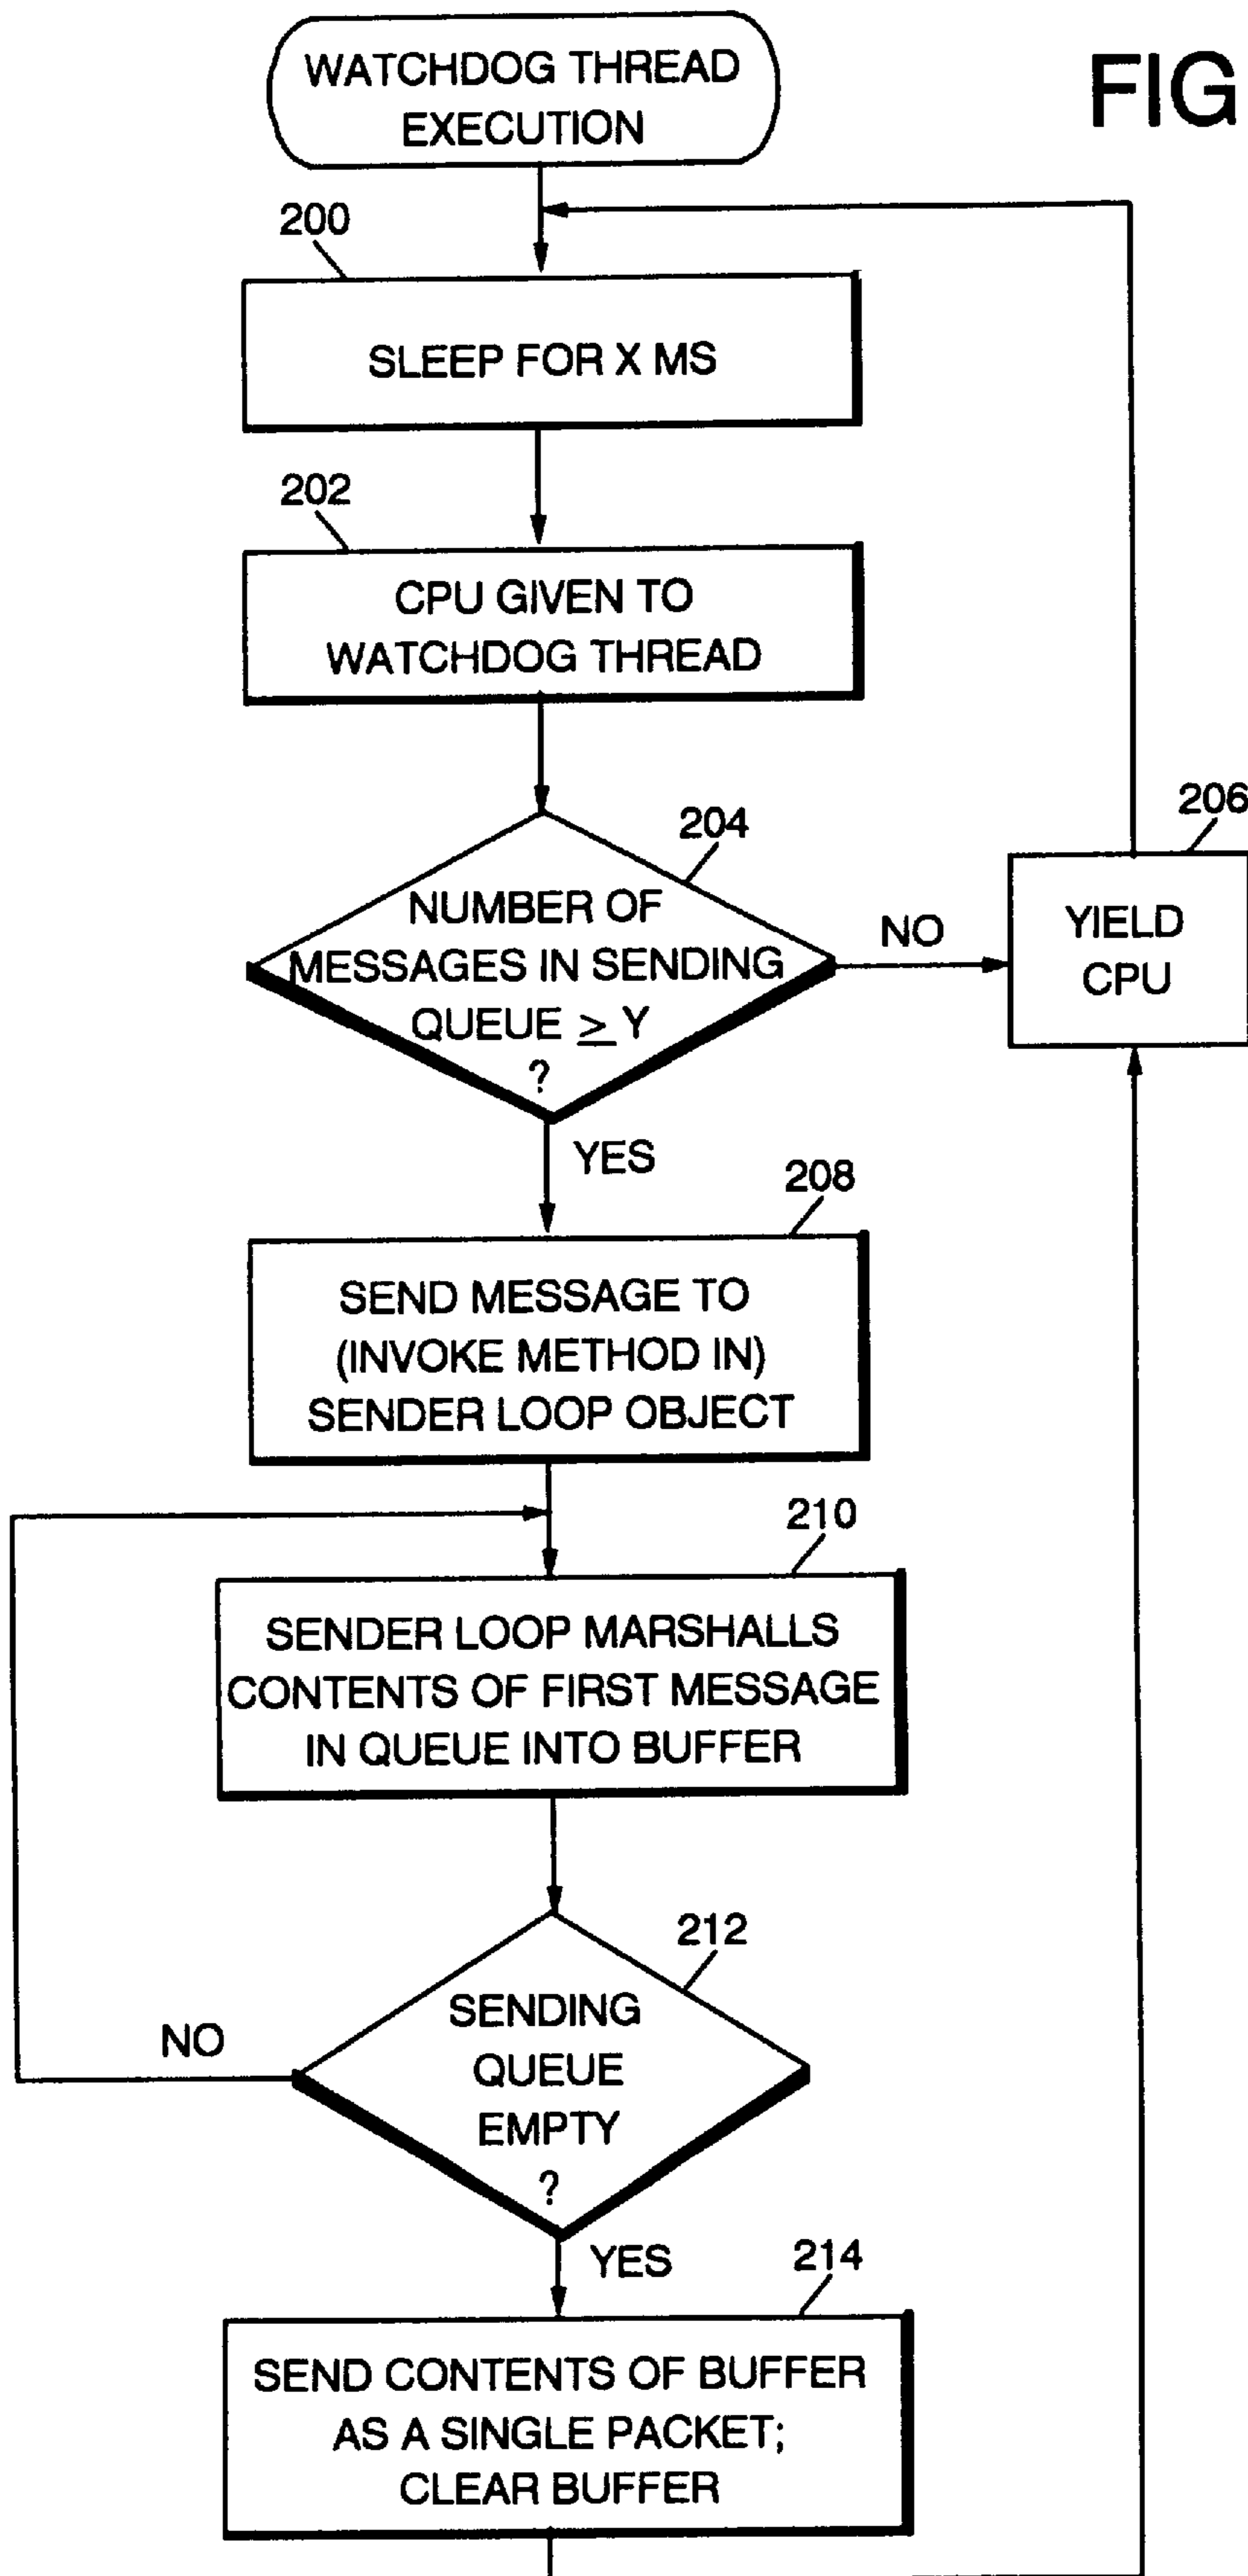 WATCHDOG THREAD
EXECUTION
FIG
200
SLEEP FOR X MS
202
CPU GIVEN TO
WATCHDOG THREAD
204
NUMBER OF
MESSAGES IN SENDING
QUEUE ≥ Y
?
NO
206
YIELD
CPU
YES
208
SEND MESSAGE TO
(INVOKE METHOD IN)
SENDER LOOP OBJECT
210
SENDER LOOP MARSHALLS
CONTENTS OF FIRST MESSAGE
IN QUEUE INTO BUFFER
212
SENDING
QUEUE
EMPTY
?
NO
YES
214
SEND CONTENTS OF BUFFER
AS A SINGLE PACKET;
CLEAR BUFFER